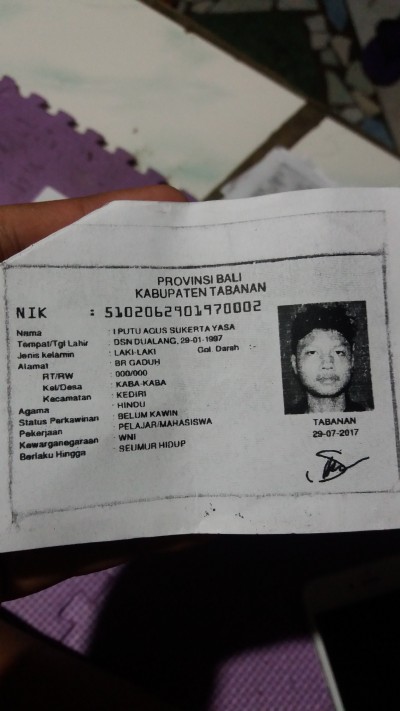 PROVINSI BALI
KABUPATEN TABANAN
NIK : 5102062901970002
Nama : I PUTU AGUS SUKERTA YASA
Tempat/Tgl Lahir : DSN DUALANG, 29-01-1997
Jenis kelamin : LAKI-LAKI Gol. Darah :-
Alamat : BR GADUH
RT/RW : 000/000
Kel/Desa : KABA-KABA
Kecamatan : KEDIRI
Agama : HINDU
Status Perkawinan : BELUM KAWIN
Pekerjaan : PELAJAR/MAHASISWA
Kewarganegaraan : WNI
Berlaku Hingga : SEUMUR HIDUP
TABANAN
29-07-2017